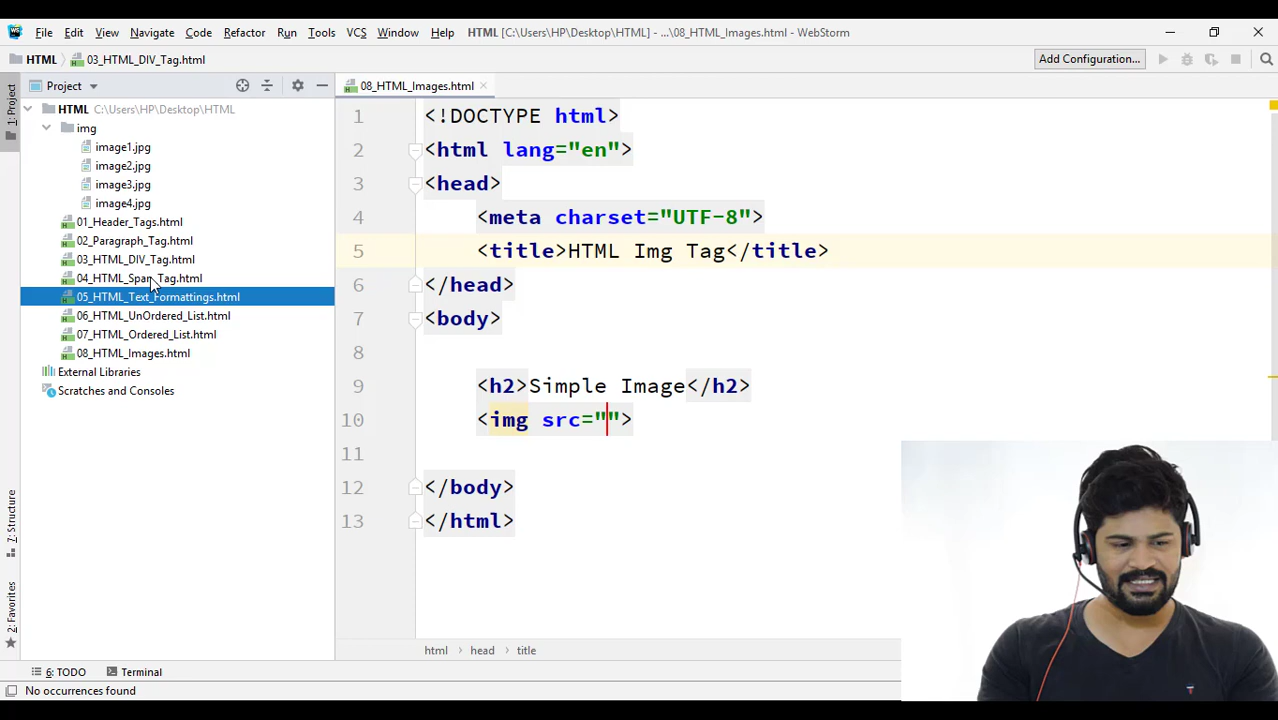 WS File Edit View Navigate Code Refactor Run Tools VCS Window Help HTML [C:\Users\HP\Desktop\HTML] - ...\08_HTML_Images.html - WebStorm
HTML 03_HTML_DIV_Tag.html Add Configuration...
1: Project
Project
08_HTML_Images.html
HTML C:\Users\HP\Desktop\HTML
img
image1.jpg
image2.jpg
image3.jpg
image4.jpg
01_Header_Tags.html
02_Paragraph_Tag.html
03_HTML_DIV_Tag.html
04_HTML_Span_Tag.html
05_HTML_Text_Formattings.html
06_HTML_UnOrdered_List.html
07_HTML_Ordered_List.html
08_HTML_Images.html
External Libraries
Scratches and Consoles
1 <!DOCTYPE html>
2 <html lang="en">
3 <head>
4 <meta charset="UTF-8">
5 <title>HTML Img Tag</title>
6 </head>
7 <body>
8
9 <h2>Simple Image</h2>
10 <img src="">
11
12 </body>
13 </html>
7: Structure
2: Favorites
html head title
6: TODO Terminal
No occurrences found